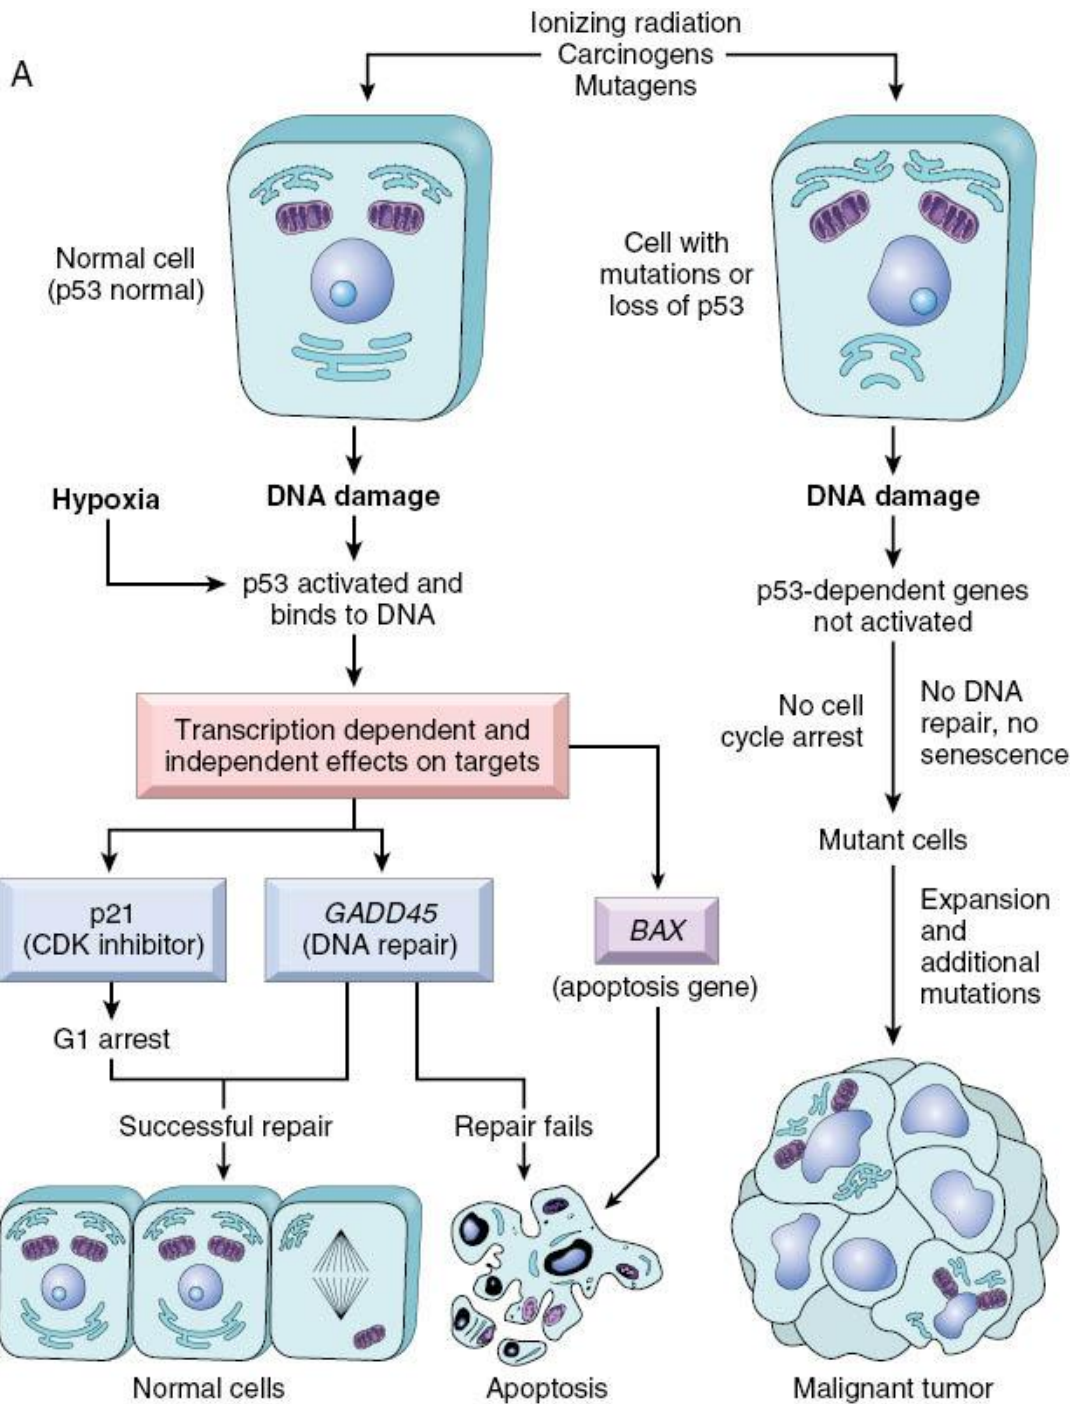 Ionizing radiation
Carcinogens
Mutagens
A
Normal cell
(p53 normal)
Cell with
mutations or
loss of p53
Hypoxia
DNA damage
DNA damage
p53 activated and
binds to DNA
p53-dependent genes
not activated
Transcription dependent and
independent effects on targets
No cell
cycle arrest
No DNA
repair, no
senescence
Mutant cells
p21
(CDK inhibitor)
GADD45
(DNA repair)
BAX
(apoptosis gene)
Expansion
and
additional
mutations
G1 arrest
Successful repair
Repair fails
Normal cells
Apoptosis
Malignant tumor